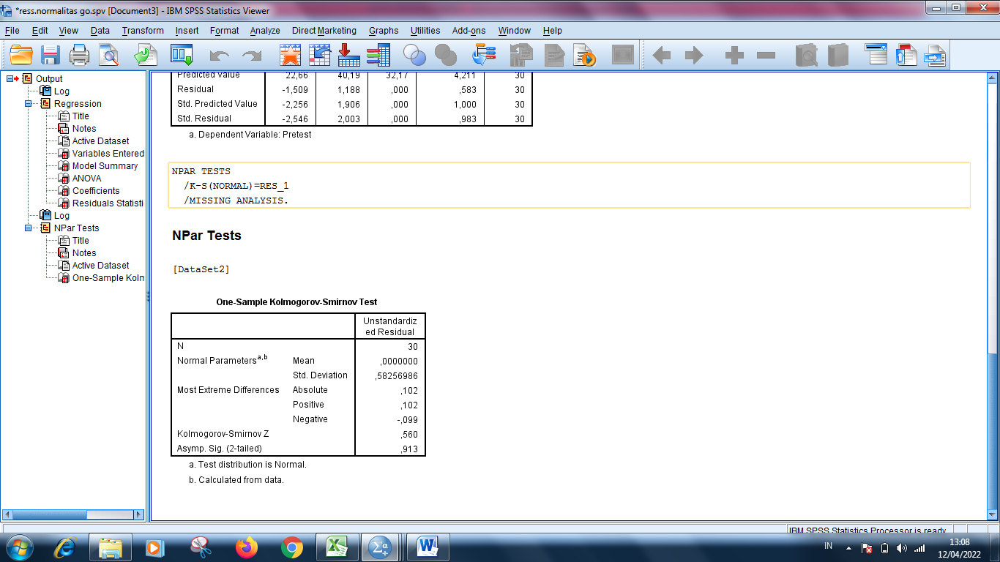 *ress.normalitas go.spv [Document3] - IBM SPSS Statistics Viewer
File Edit View Data Transform Insert Format Analyze Direct Marketing Graphs Utilities Add-ons Window Help
Output
Log
Regression
Title
Notes
Active Dataset
Variables Entered
Model Summary
ANOVA
Coefficients
Residuals Statisti
Log
NPar Tests
Title
Notes
Active Dataset
One-Sample Kolm
Predicted Value 22,66 40,19 32,17 4,211 30
Residual -1,509 1,188 ,000 ,583 30
Std. Predicted Value -2,256 1,906 ,000 1,000 30
Std. Residual -2,546 2,003 ,000 ,983 30
a. Dependent Variable: Pretest
NPAR TESTS
/K-S(NORMAL)=RES_1
/MISSING ANALYSIS.
NPar Tests
[DataSet2]
One-Sample Kolmogorov-Smirnov Test
Unstandardiz
ed Residual
N 30
Normal Parametersa,b Mean ,0000000
Std. Deviation ,58256986
Most Extreme Differences Absolute ,102
Positive ,102
Negative -,099
Kolmogorov-Smirnov Z ,560
Asymp. Sig. (2-tailed) ,913
a. Test distribution is Normal.
b. Calculated from data.
IBM SPSS Statistics Processor is ready
IN
13:08
12/04/2022